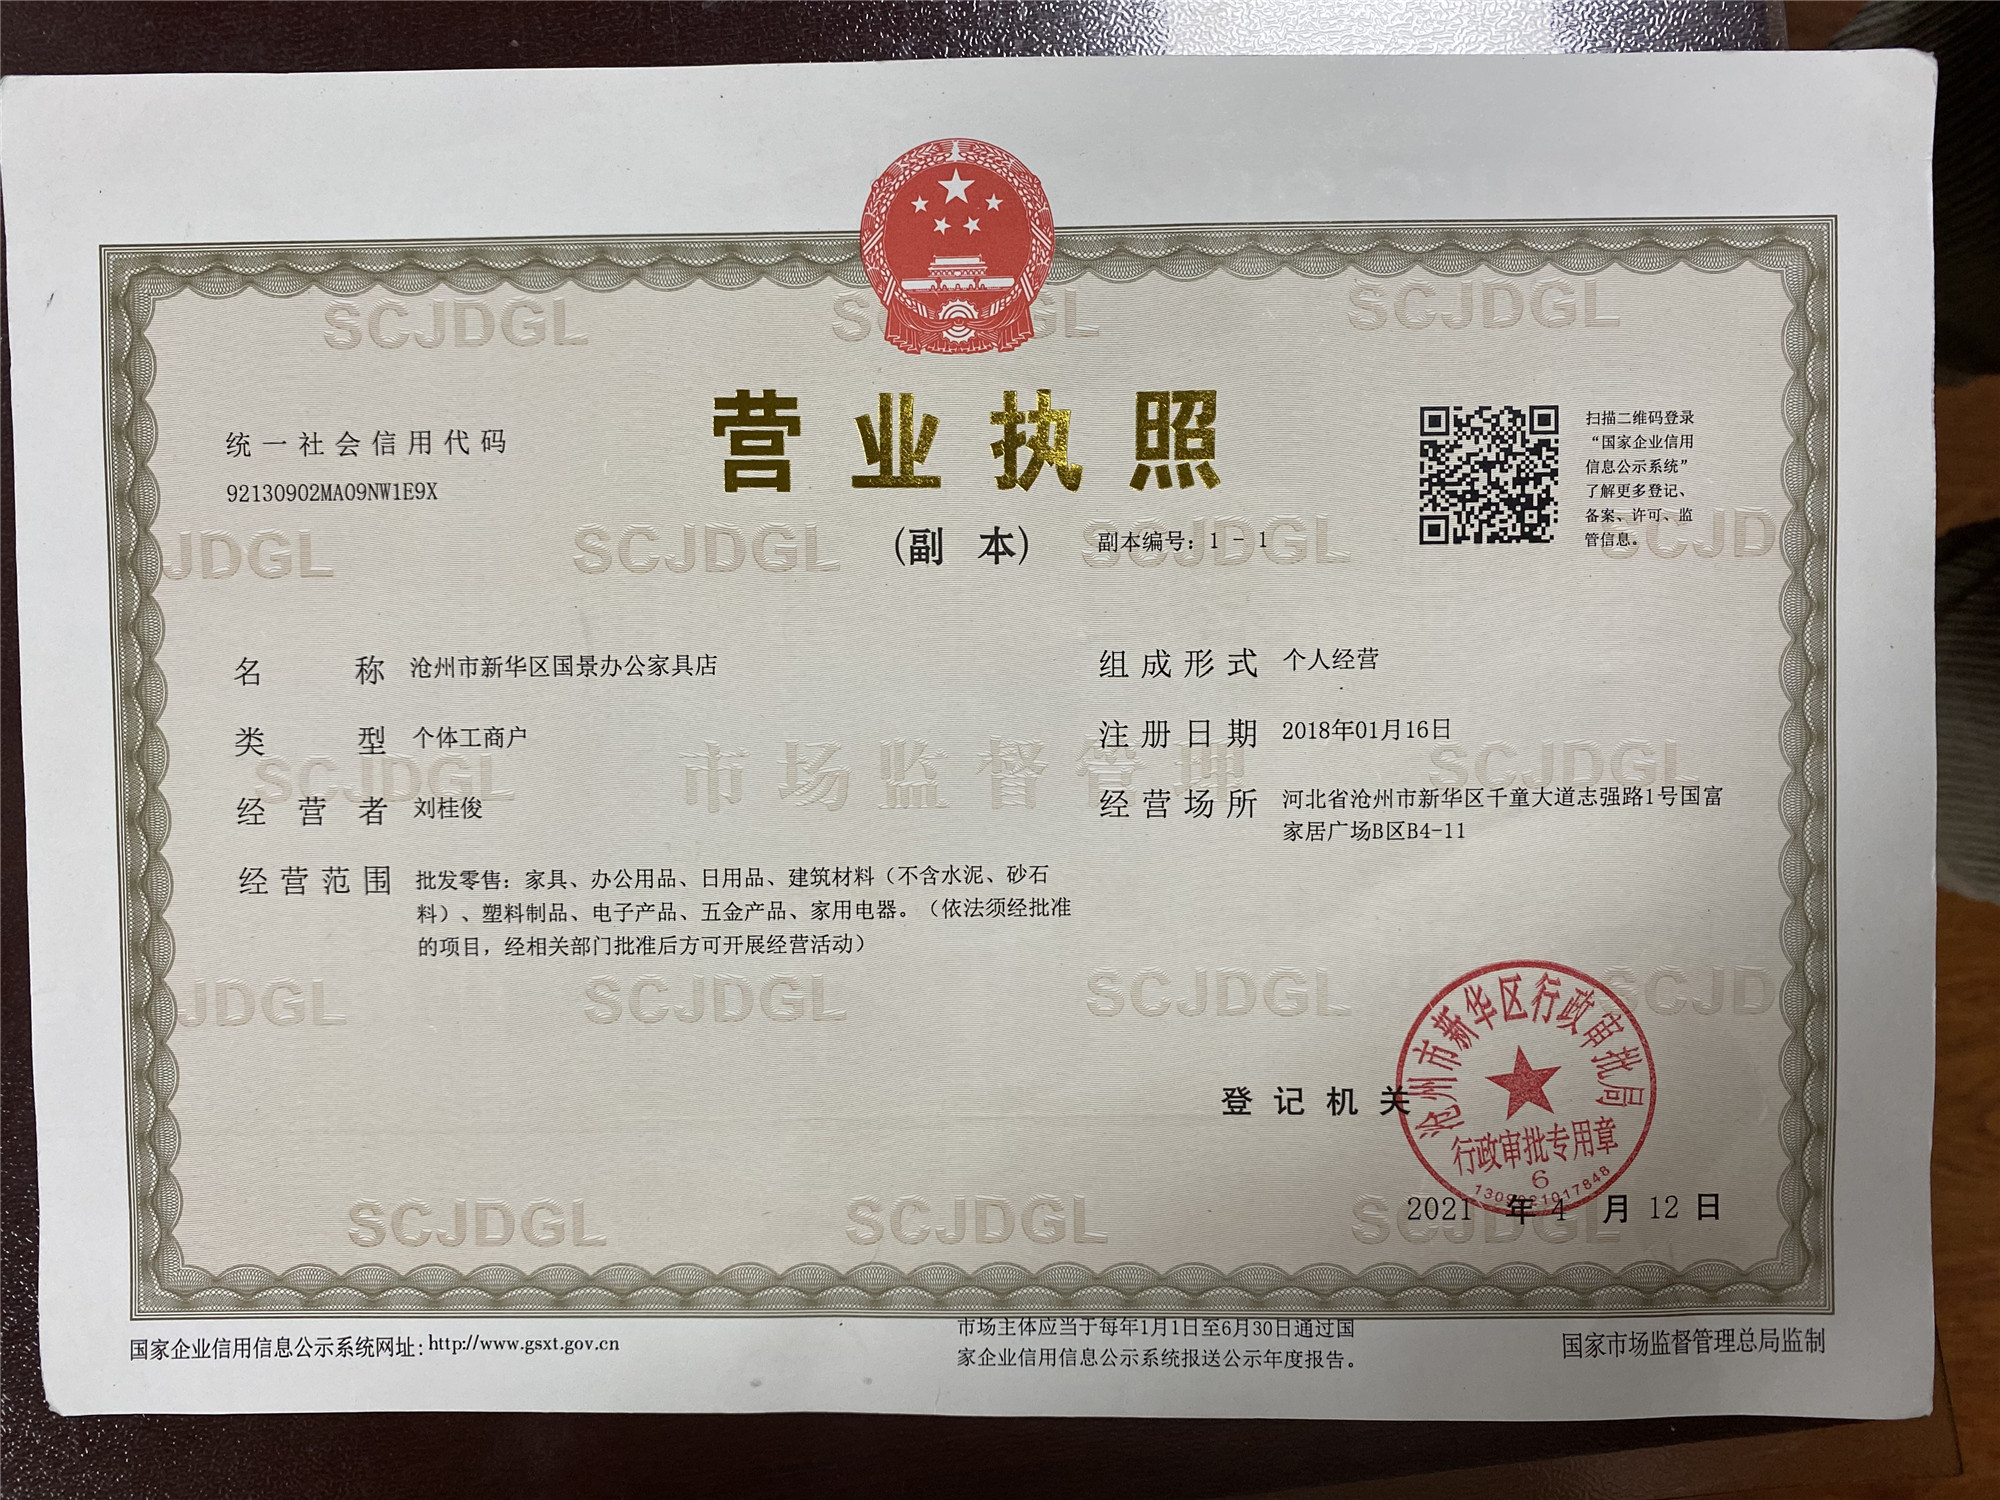 营业执照
(副 本)
副本编号：1 - 1
统一社会信用代码
92130902MA09NW1E9X
扫描二维码登录
“国家企业信用
信息公示系统”
了解更多登记、
备案、许可、监
管信息。
名称 沧州市新华区国景办公家具店
类型 个体工商户
经营者 刘桂俊
经营范围 批发零售：家具、办公用品、日用品、建筑材料（不含水泥、砂石
料）、塑料制品、电子产品、五金产品、家用电器。（依法须经批准
的项目，经相关部门批准后方可开展经营活动）
组成形式 个人经营
注册日期 2018年01月16日
经营场所 河北省沧州市新华区千童大道志强路1号国富
家居广场B区B4-11
登记机关
沧州市新华区行政审批局
行政审批专用章
6
2021 年 4 月 12 日
国家企业信用信息公示系统网址：http://www.gsxt.gov.cn
市场主体应当于每年1月1日至6月30日通过国
家企业信用信息公示系统报送公示年度报告。
国家市场监督管理总局监制
SCJDGL
SCJDGL
JDGL
SCJDGL
SCJDGL
SCJD
SCJDGL
市场监督管理
SCJDGL
JDGL
SCJDGL
SCJDGL
SCJD
SCJDGL
SCJDGL
SCJDGL